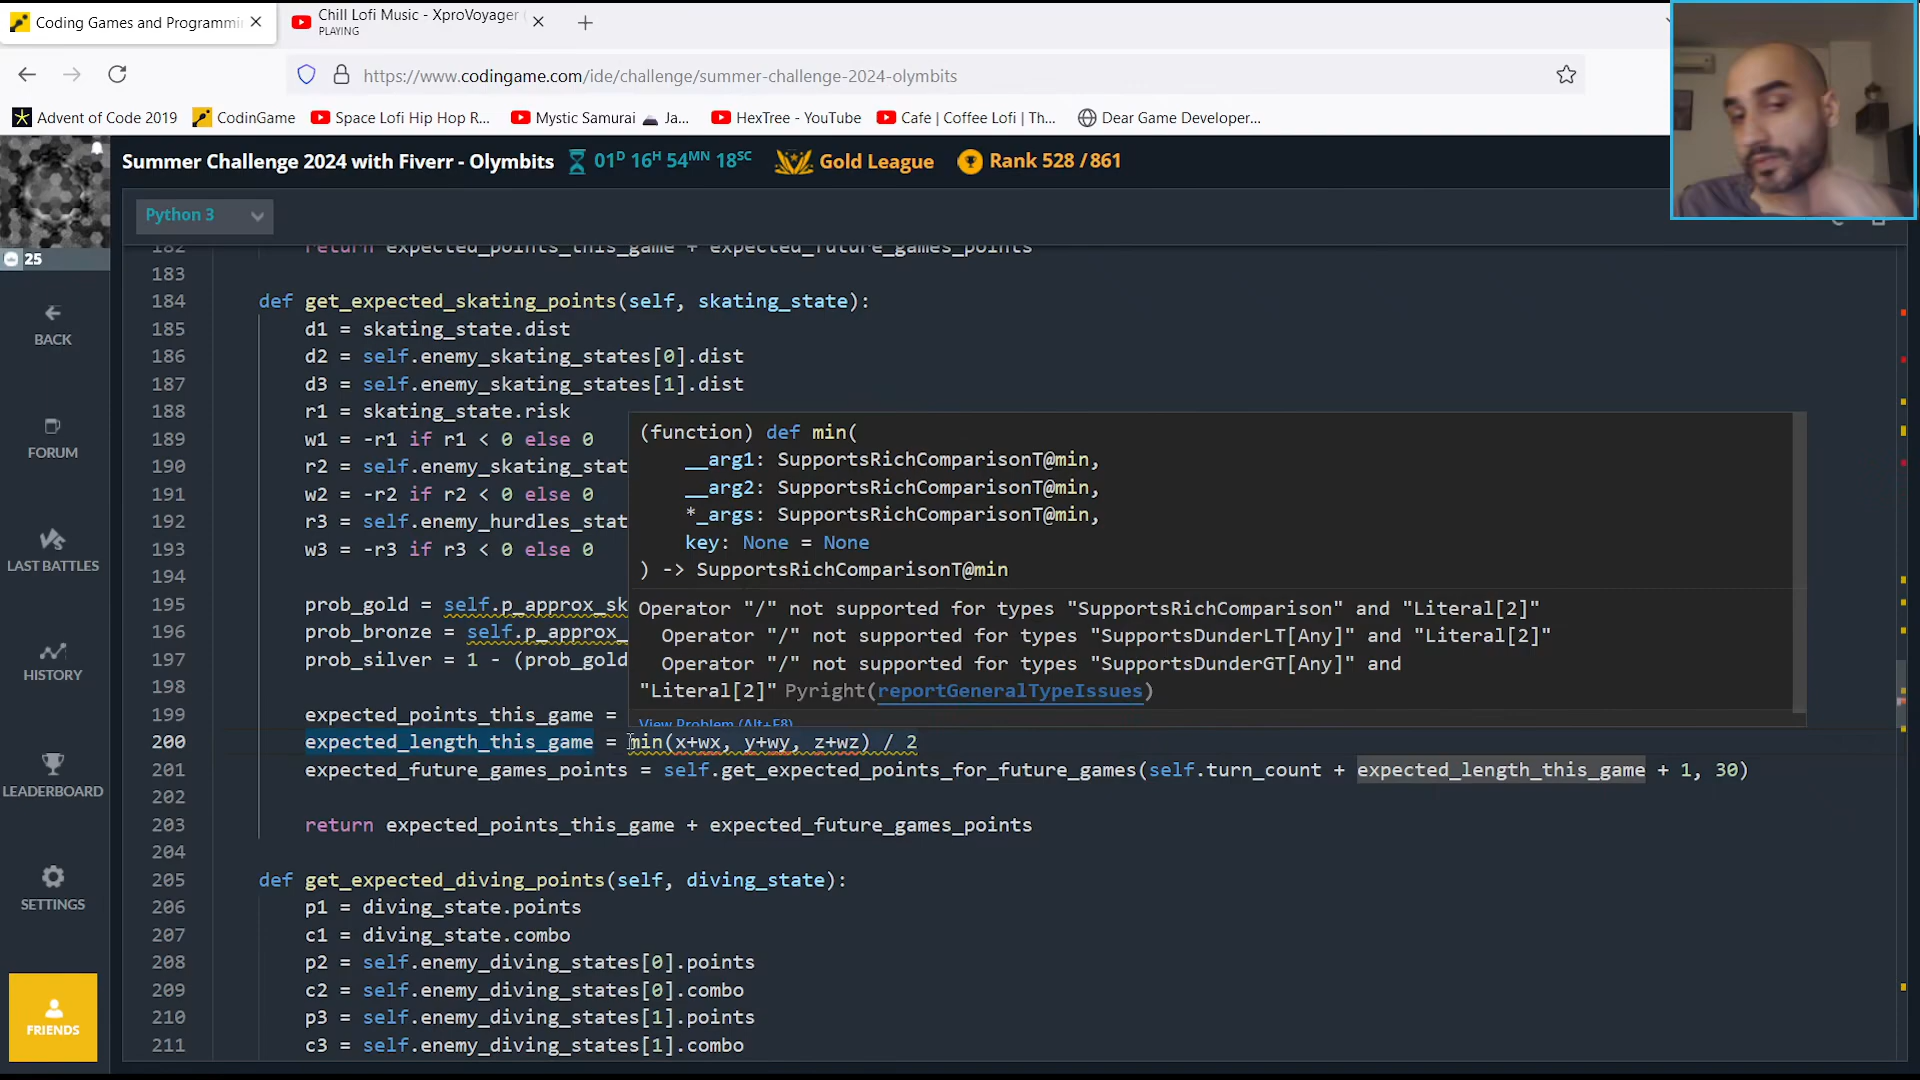 Coding Games and Programmi
Chill Lofi Music - XproVoyager
PLAYING
https://www.codingame.com/ide/challenge/summer-challenge-2024-olymbits
Advent of Code 2019
CodinGame
Space Lofi Hip Hop R...
Mystic Samurai 🗻 Ja...
HexTree - YouTube
Cafe | Coffee Lofi | Th...
Dear Game Developer...
Summer Challenge 2024 with Fiverr - Olymbits
01D 16H 54MN 18SC
Gold League
Rank 528 / 861
Python 3
25
BACK
FORUM
LAST BATTLES
HISTORY
LEADERBOARD
SETTINGS
FRIENDS
182 return expected_points_this_game + expected_future_games_points
183
184 def get_expected_skating_points(self, skating_state):
185 d1 = skating_state.dist
186 d2 = self.enemy_skating_states[0].dist
187 d3 = self.enemy_skating_states[1].dist
188 r1 = skating_state.risk
189 w1 = -r1 if r1 < 0 else 0
190 r2 = self.enemy_skating_stat
191 w2 = -r2 if r2 < 0 else 0
192 r3 = self.enemy_hurdles_stat
193 w3 = -r3 if r3 < 0 else 0
194
195 prob_gold = self.p_approx_sk
196 prob_bronze = self.p_approx_
197 prob_silver = 1 - (prob_gold
198
199 expected_points_this_game =
200 expected_length_this_game = min(x+wx, y+wy, z+wz) / 2
201 expected_future_games_points = self.get_expected_points_for_future_games(self.turn_count + expected_length_this_game + 1, 30)
202
203 return expected_points_this_game + expected_future_games_points
204
205 def get_expected_diving_points(self, diving_state):
206 p1 = diving_state.points
207 c1 = diving_state.combo
208 p2 = self.enemy_diving_states[0].points
209 c2 = self.enemy_diving_states[0].combo
210 p3 = self.enemy_diving_states[1].points
211 c3 = self.enemy_diving_states[1].combo
(function) def min(
__arg1: SupportsRichComparisonT@min,
__arg2: SupportsRichComparisonT@min,
*_args: SupportsRichComparisonT@min,
key: None = None
) -> SupportsRichComparisonT@min
Operator "/" not supported for types "SupportsRichComparison" and "Literal[2]"
Operator "/" not supported for types "SupportsDunderLT[Any]" and "Literal[2]"
Operator "/" not supported for types "SupportsDunderGT[Any]" and
"Literal[2]" Pyright(reportGeneralTypeIssues)
View Problem (Alt+F8)